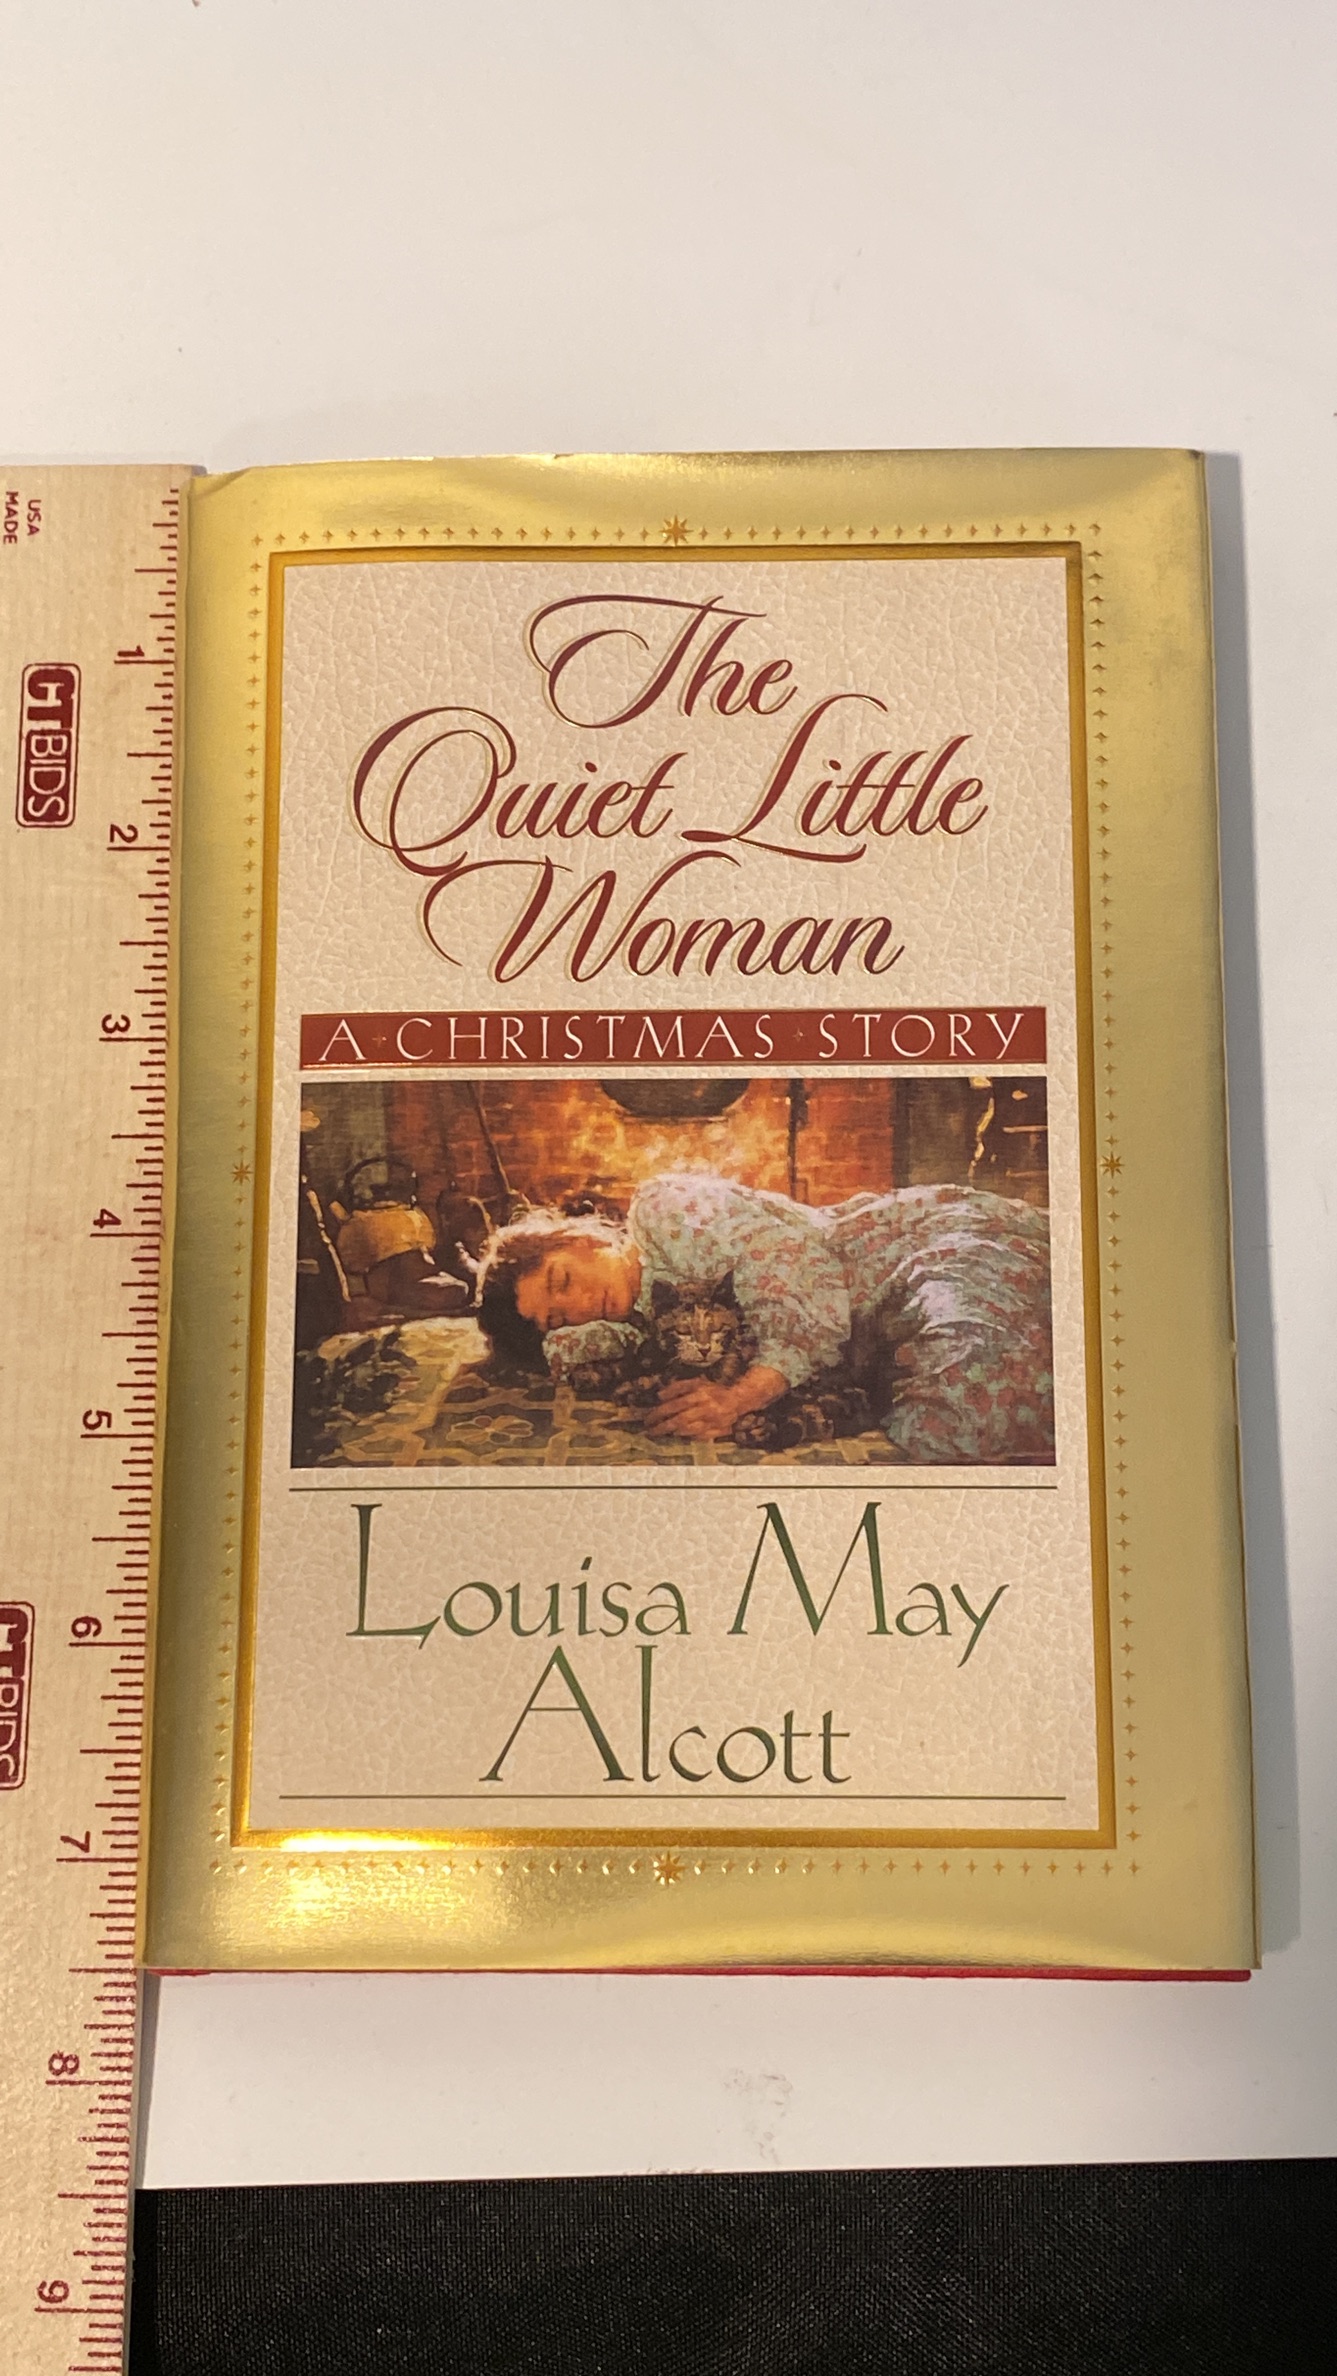 The
Quiet Little
Woman
A CHRISTMAS STORY
Louisa May
Alcott
MADE
USA
CTBIDS
CTBIDS
1
2
3
4
5
6
7
8
9